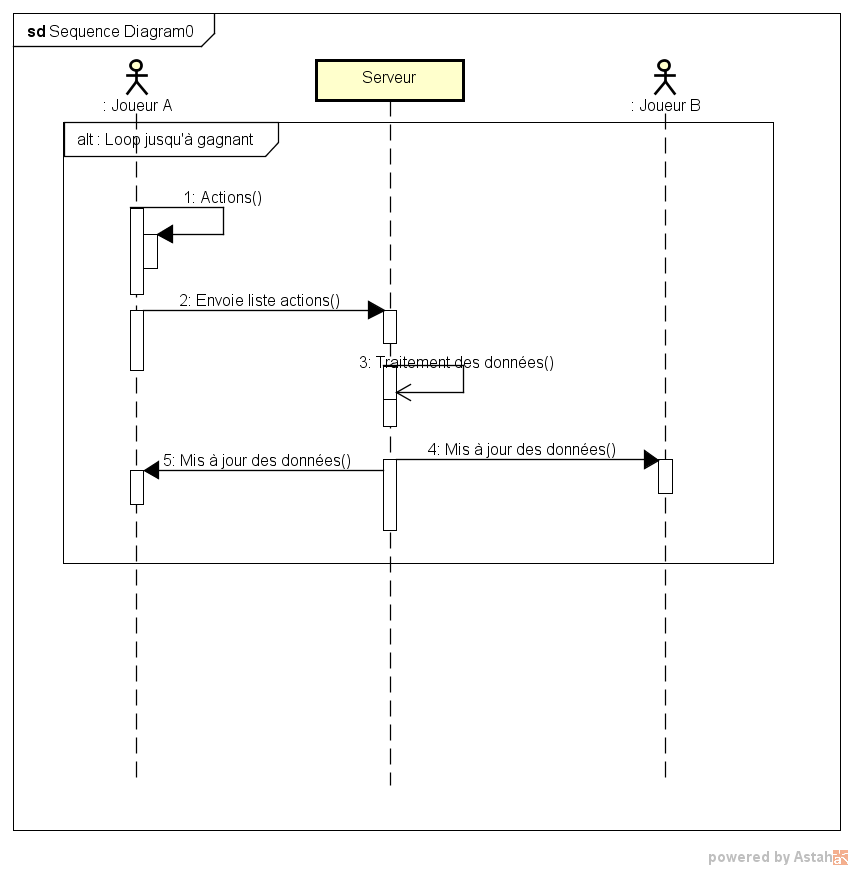 sd Sequence Diagram0
: Joueur A
Serveur
: Joueur B
alt : Loop jusqu'à gagnant
1: Actions()
2: Envoie liste actions()
3: Traitement des données()
4: Mis à jour des données()
5: Mis à jour des données()
powered by Astah